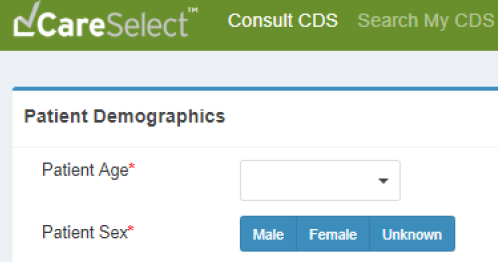 CareSelect™ Consult CDS Search My CDS
Patient Demographics
Patient Age*
Patient Sex* Male Female Unknown